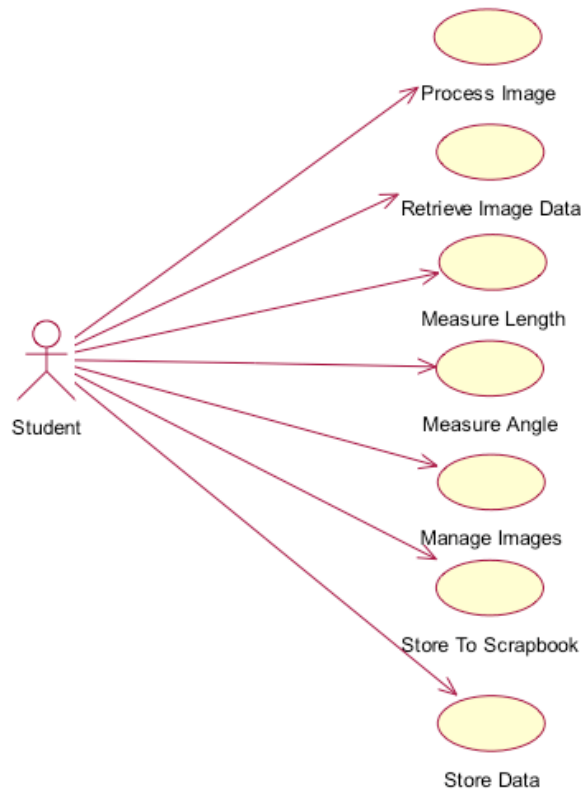 Process Image
Retrieve Image Data
Measure Length
Student
Measure Angle
Manage Images
Store To Scrapbook
Store Data